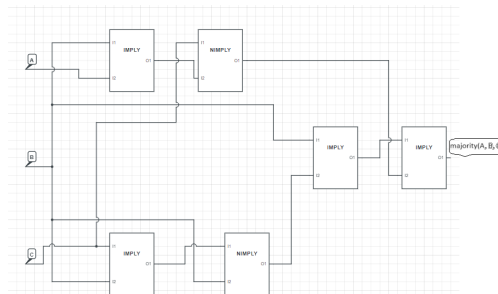 A
I1
IMPLY
O1
I2
I1
NIMPLY
O1
I2
B
I1
IMPLY
O1
I2
I1
IMPLY
O1
I2
majority(A, B,
C
I1
IMPLY
O1
I2
I1
NIMPLY
O1
I2